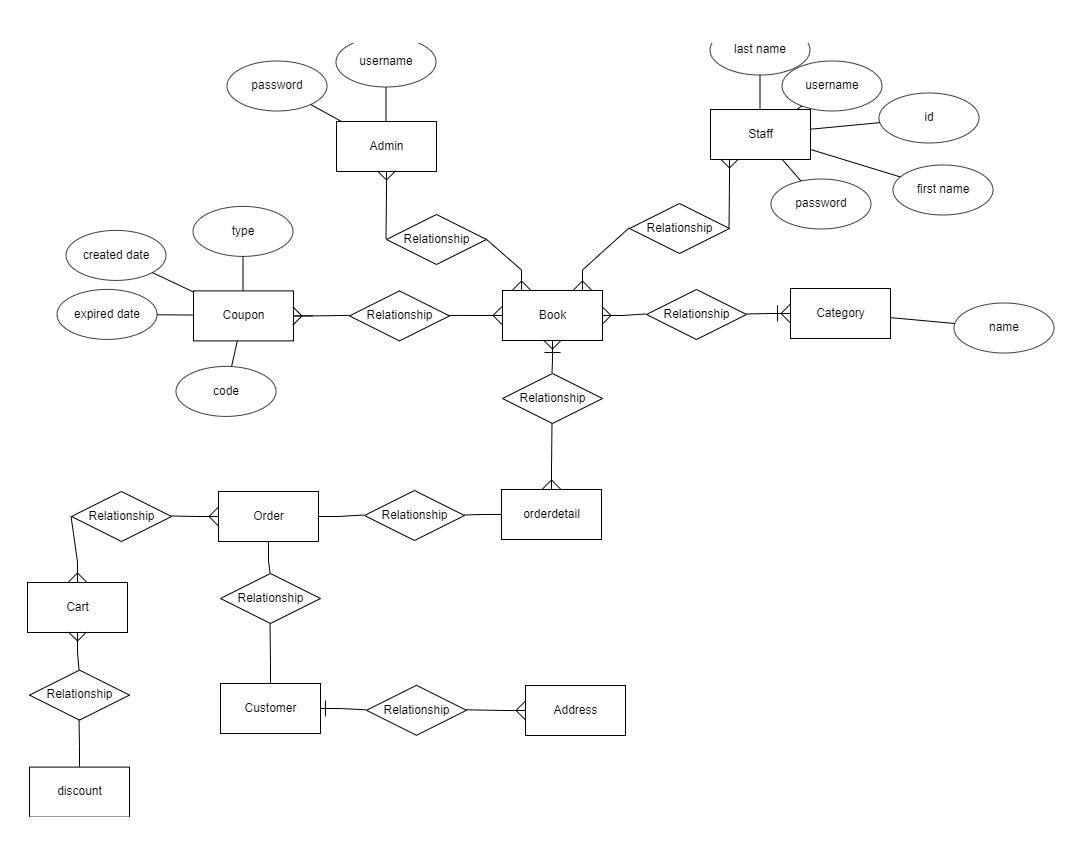 last name
username
password
username
id
Staff
Admin
first name
password
Relationship
Relationship
type
created date
expired date
Coupon
Relationship
Book
Relationship
Category
name
code
Relationship
Relationship
Order
Relationship
orderdetail
Relationship
Cart
Relationship
Customer
Relationship
Address
discount